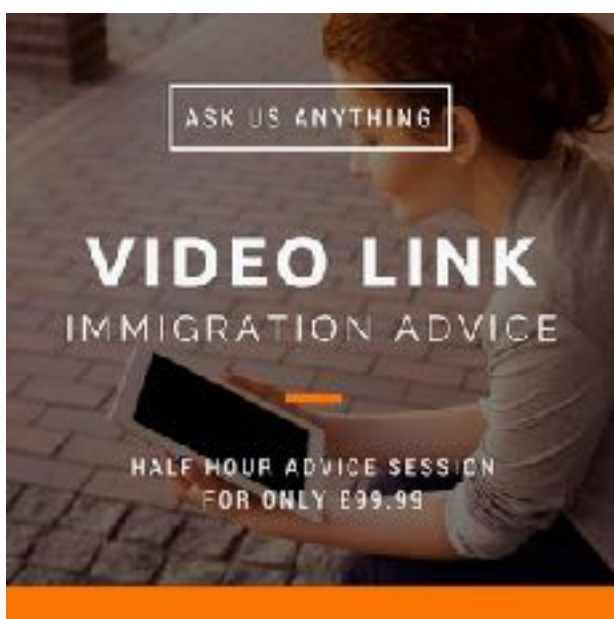 ASK US ANYTHING
VIDEO LINK
IMMIGRATION ADVICE
HALF HOUR ADVICE SESSION
FOR ONLY £99.99